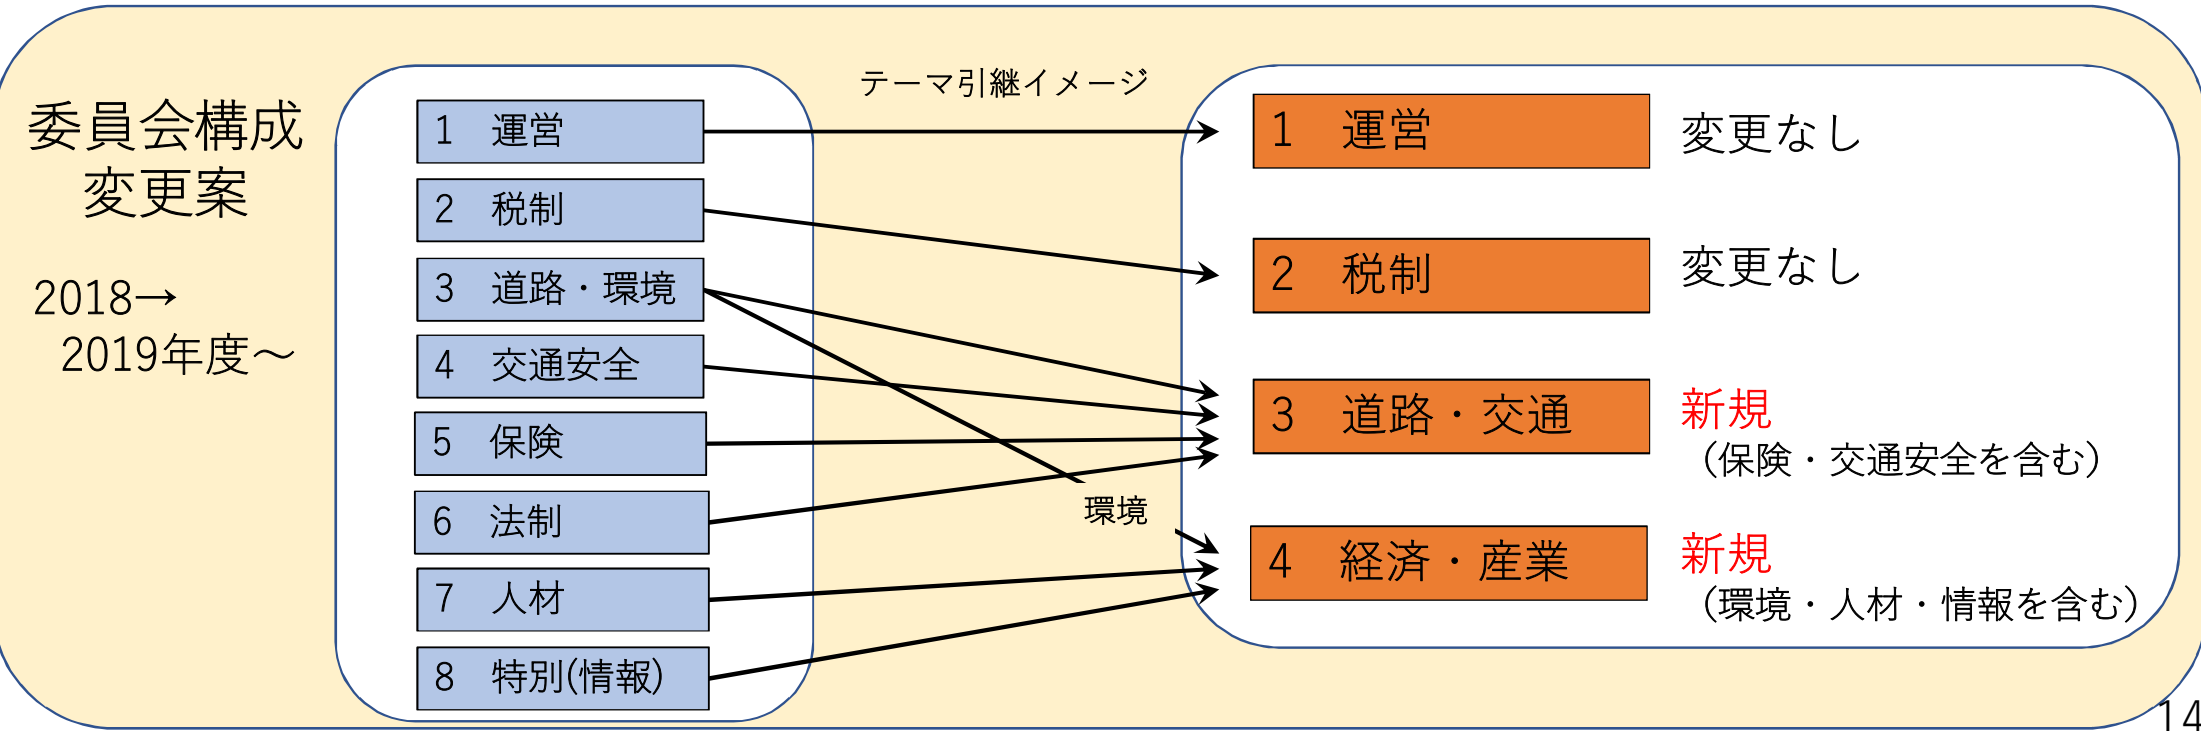 委員会構成
変更案
2018→
2019年度～
1　運営
2　税制
3　道路・環境
4　交通安全
5　保険
6　法制
7　人材
8　特別(情報)
テーマ引継イメージ
環境
1　運営
変更なし
2　税制
変更なし
3　道路・交通
新規
（保険・交通安全を含む）
4　経済・産業
新規
（環境・人材・情報を含む）
14